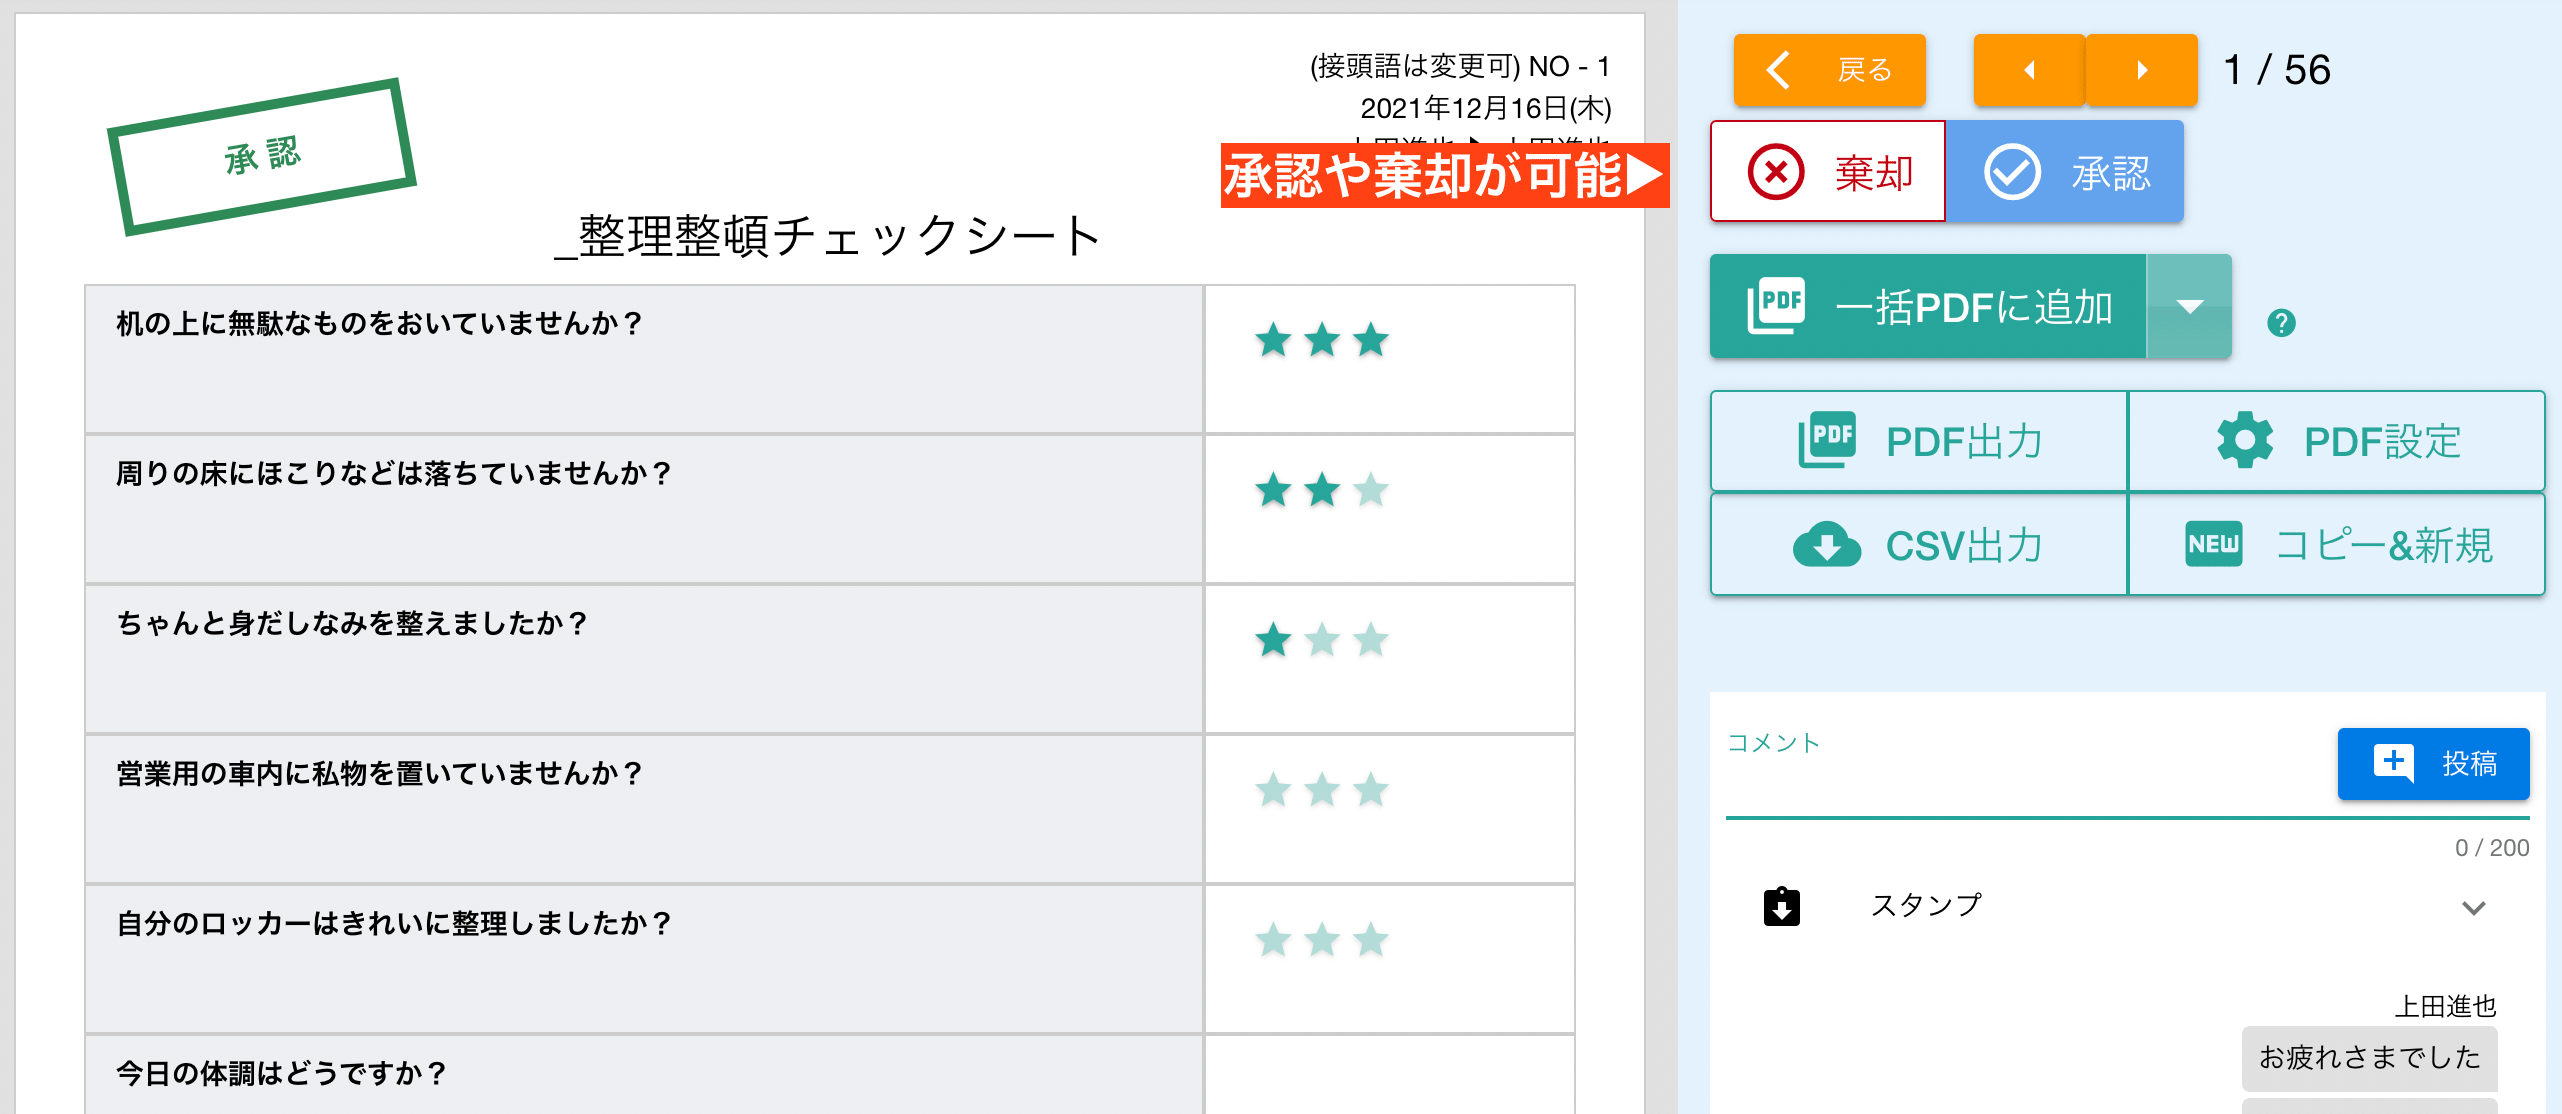 承認
(接頭語は変更可) NO - 1
2021年12月16日(木)
承認や棄却が可能▶
_整理整頓チェックシート
机の上に無駄なものをおいていませんか？
周りの床にほこりなどは落ちていませんか？
ちゃんと身だしなみを整えましたか？
営業用の車内に私物を置いていませんか？
自分のロッカーはきれいに整理しましたか？
今日の体調はどうですか？
戻る
1 / 56
棄却
承認
PDF 一括PDFに追加
?
PDF PDF出力
PDF設定
CSV出力
NEW コピー&新規
コメント
投稿
0 / 200
スタンプ
上田進也
お疲れさまでした